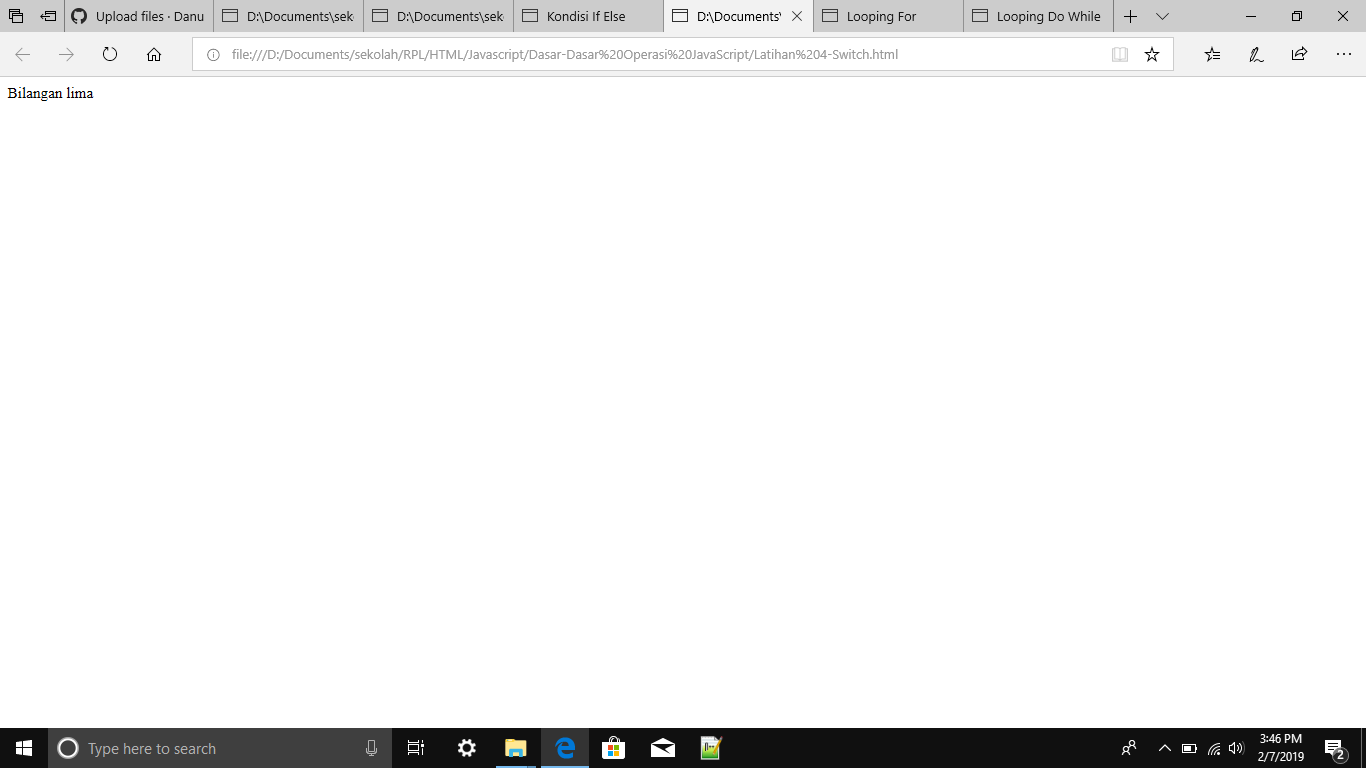 Upload files · Danu
D:\Documents\sek
D:\Documents\sek
Kondisi If Else
D:\Documents\
Looping For
Looping Do While
file:///D:/Documents/sekolah/RPL/HTML/Javascript/Dasar-Dasar%20Operasi%20JavaScript/Latihan%204-Switch.html
Bilangan lima
Type here to search
3:46 PM
2/7/2019
2